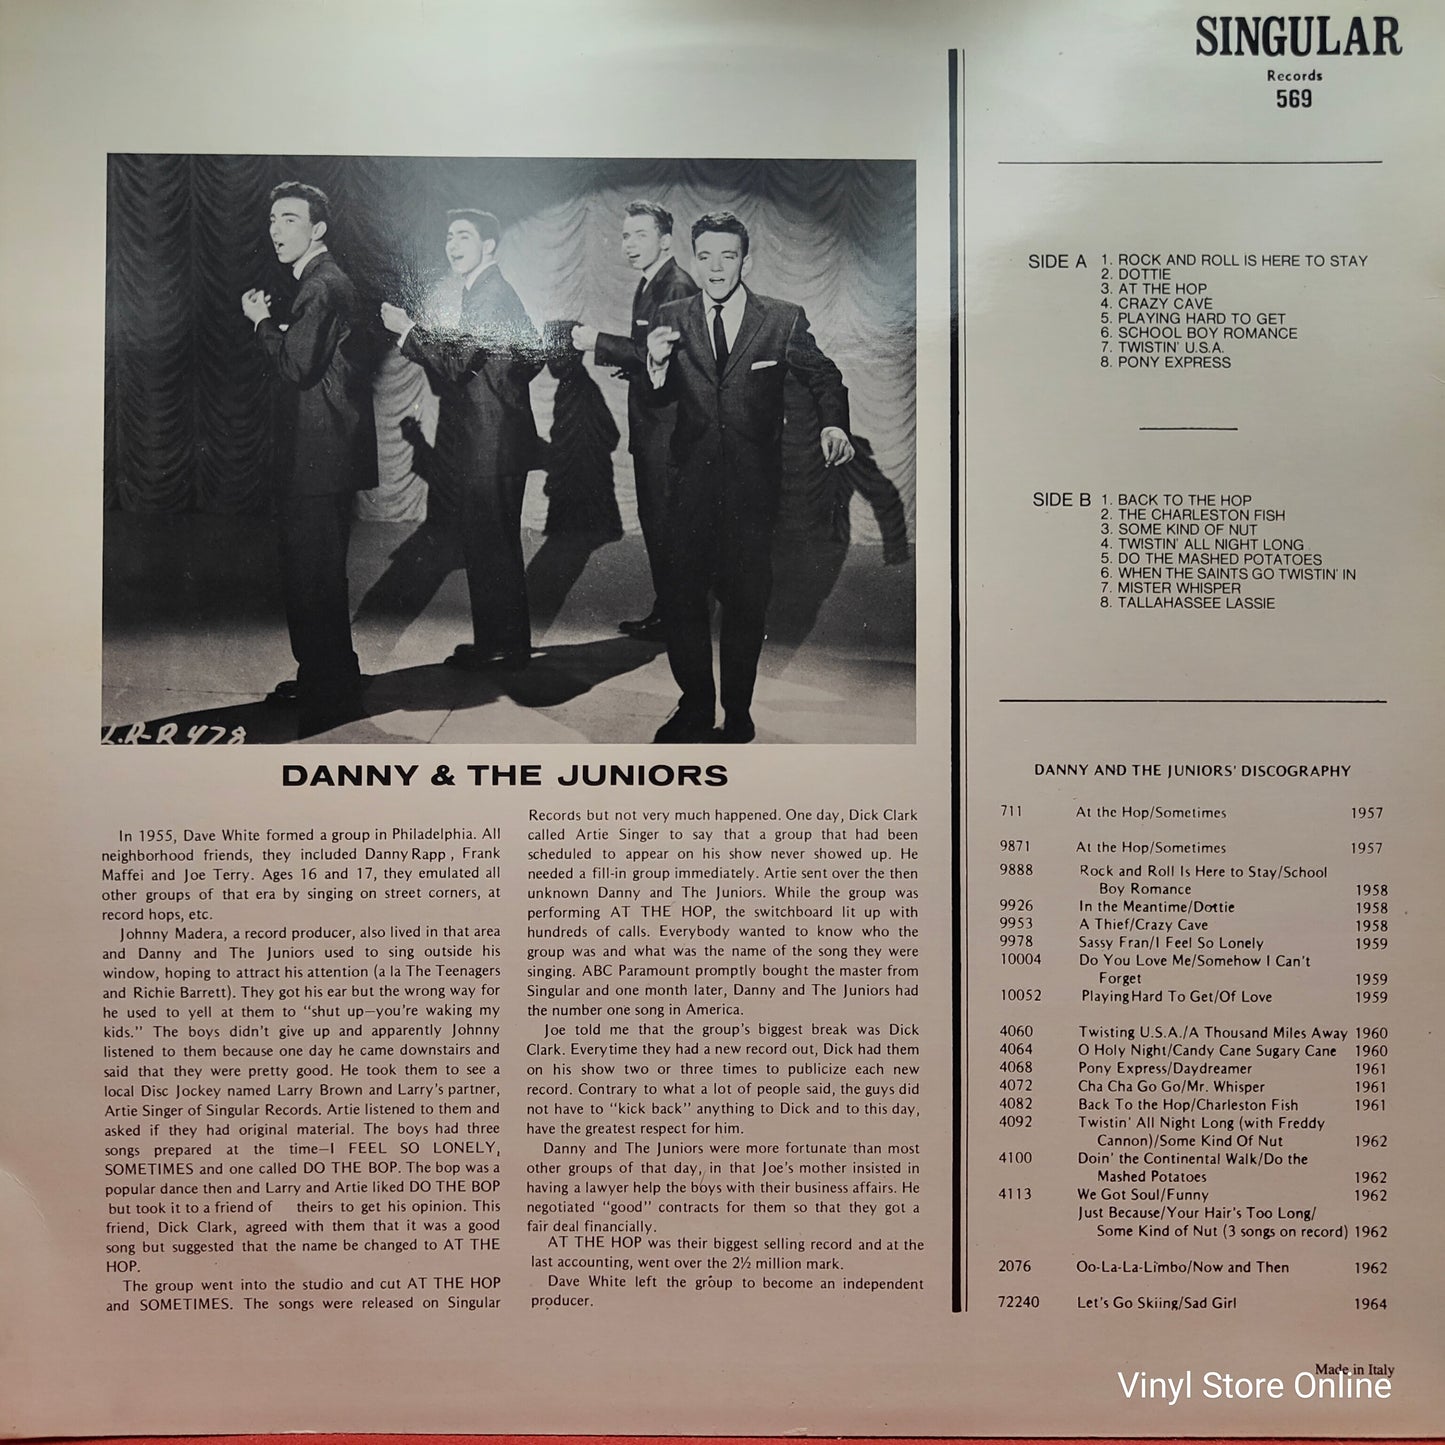 SINGULAR
Records
569
SIDE A
1. ROCK AND ROLL IS HERE TO STAY
2. DOTTIE
3. AT THE HOP
4. CRAZY CAVE
5. PLAYING HARD TO GET
6. SCHOOL BOY ROMANCE
7. TWISTIN' U.S.A.
8. PONY EXPRESS
SIDE B
1. BACK TO THE HOP
2. THE CHARLESTON FISH
3. SOME KIND OF NUT
4. TWISTIN' ALL NIGHT LONG
5. DO THE MASHED POTATOES
6. WHEN THE SAINTS GO TWISTIN' IN
7. MISTER WHISPER
8. TALLAHASSEE LASSIE
L.R-R 478
DANNY & THE JUNIORS
In 1955, Dave White formed a group in Philadelphia. All
neighborhood friends, they included Danny Rapp , Frank
Maffei and Joe Terry. Ages 16 and 17, they emulated all
other groups of that era by singing on street corners, at
record hops, etc.
Johnny Madera, a record producer, also lived in that area
and Danny and The Juniors used to sing outside his
window, hoping to attract his attention (a la The Teenagers
and Richie Barrett). They got his ear but the wrong way for
he used to yell at them to "shut up—you're waking my
kids." The boys didn't give up and apparently Johnny
listened to them because one day he came downstairs and
said that they were pretty good. He took them to see a
local Disc Jockey named Larry Brown and Larry's partner,
Artie Singer of Singular Records. Artie listened to them and
asked if they had original material. The boys had three
songs prepared at the time—I FEEL SO LONELY,
SOMETIMES and one called DO THE BOP. The bop was a
popular dance then and Larry and Artie liked DO THE BOP
but took it to a friend of theirs to get his opinion. This
friend, Dick Clark, agreed with them that it was a good
song but suggested that the name be changed to AT THE
HOP.
The group went into the studio and cut AT THE HOP
and SOMETIMES. The songs were released on Singular
Records but not very much happened. One day, Dick Clark
called Artie Singer to say that a group that had been
scheduled to appear on his show never showed up. He
needed a fill-in group immediately. Artie sent over the then
unknown Danny and The Juniors. While the group was
performing AT THE HOP, the switchboard lit up with
hundreds of calls. Everybody wanted to know who the
group was and what was the name of the song they were
singing. ABC Paramount promptly bought the master from
Singular and one month later, Danny and The Juniors had
the number one song in America.
Joe told me that the group's biggest break was Dick
Clark. Everytime they had a new record out, Dick had them
on his show two or three times to publicize each new
record. Contrary to what a lot of people said, the guys did
not have to "kick back" anything to Dick and to this day,
have the greatest respect for him.
Danny and The Juniors were more fortunate than most
other groups of that day, in that Joe's mother insisted in
having a lawyer help the boys with their business affairs. He
negotiated "good" contracts for them so that they got a
fair deal financially.
AT THE HOP was their biggest selling record and at the
last accounting, went over the 2½ million mark.
Dave White left the group to become an independent
producer.
DANNY AND THE JUNIORS' DISCOGRAPHY
711 At the Hop/Sometimes 1957
9871 At the Hop/Sometimes 1957
9888 Rock and Roll Is Here to Stay/School
Boy Romance 1958
9926 In the Meantime/Dottie 1958
9953 A Thief/Crazy Cave 1958
9978 Sassy Fran/I Feel So Lonely 1959
10004 Do You Love Me/Somehow I Can't
Forget 1959
10052 Playing Hard To Get/Of Love 1959
4060 Twisting U.S.A./A Thousand Miles Away 1960
4064 O Holy Night/Candy Cane Sugary Cane 1960
4068 Pony Express/Daydreamer 1961
4072 Cha Cha Go Go/Mr. Whisper 1961
4082 Back To the Hop/Charleston Fish 1961
4092 Twistin' All Night Long (with Freddy
Cannon)/Some Kind Of Nut 1962
4100 Doin' the Continental Walk/Do the
Mashed Potatoes 1962
4113 We Got Soul/Funny 1962
Just Because/Your Hair's Too Long/
Some Kind of Nut (3 songs on record) 1962
2076 Oo-La-La-Limbo/Now and Then 1962
72240 Let's Go Skiing/Sad Girl 1964
Made in Italy
Vinyl Store Online